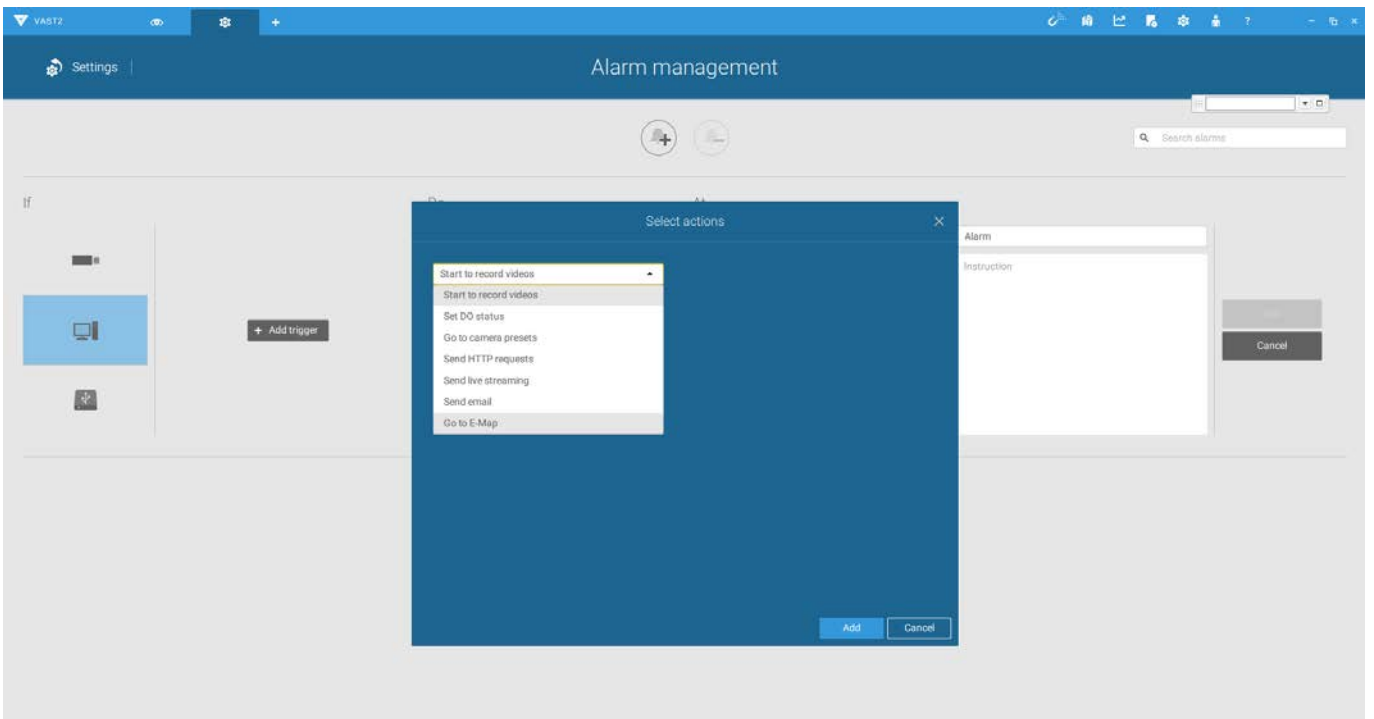 VAST2
+
?
Settings
Alarm management
Search alarms
If
Select actions
Alarm
Start to record videos
Instruction
Start to record videos
Set DO status
+ Add trigger
Go to camera presets
Cancel
Send HTTP requests
Send live streaming
Send email
Go to E-Map
Add
Cancel